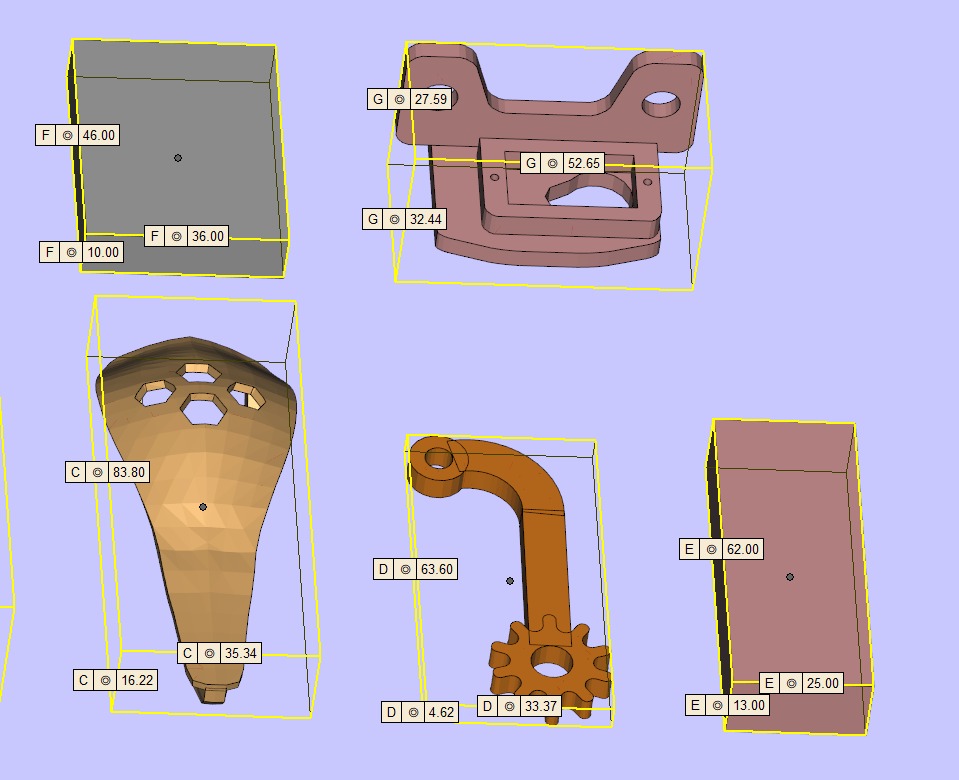 G 27.59
F 46.00
G 52.65
G 32.44
F 36.00
F 10.00
C 83.80
E 62.00
D 63.60
C 35.34
C 16.22
E 25.00
D 4.62
D 33.37
E 13.00